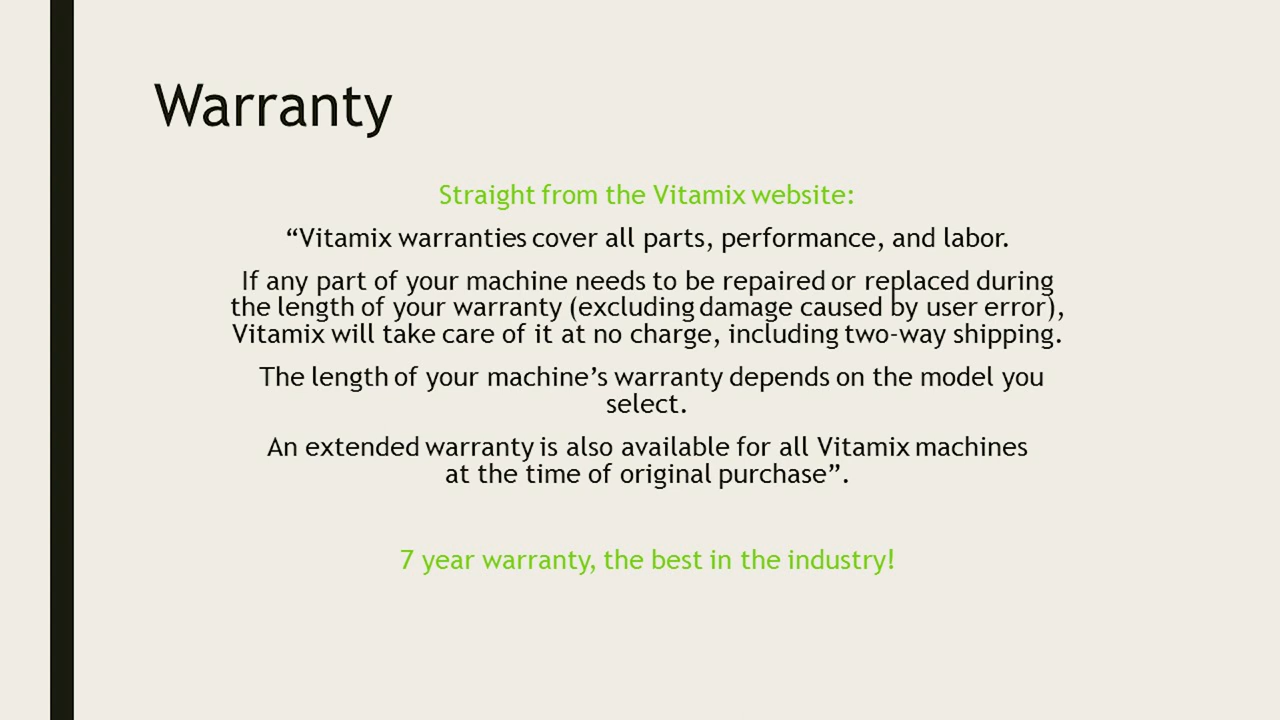 Warranty
Straight from the Vitamix website:
“Vitamix warranties cover all parts, performance, and labor.
If any part of your machine needs to be repaired or replaced during
the length of your warranty (excluding damage caused by user error),
Vitamix will take care of it at no charge, including two-way shipping.
The length of your machine’s warranty depends on the model you
select.
An extended warranty is also available for all Vitamix machines
at the time of original purchase”.
7 year warranty, the best in the industry!